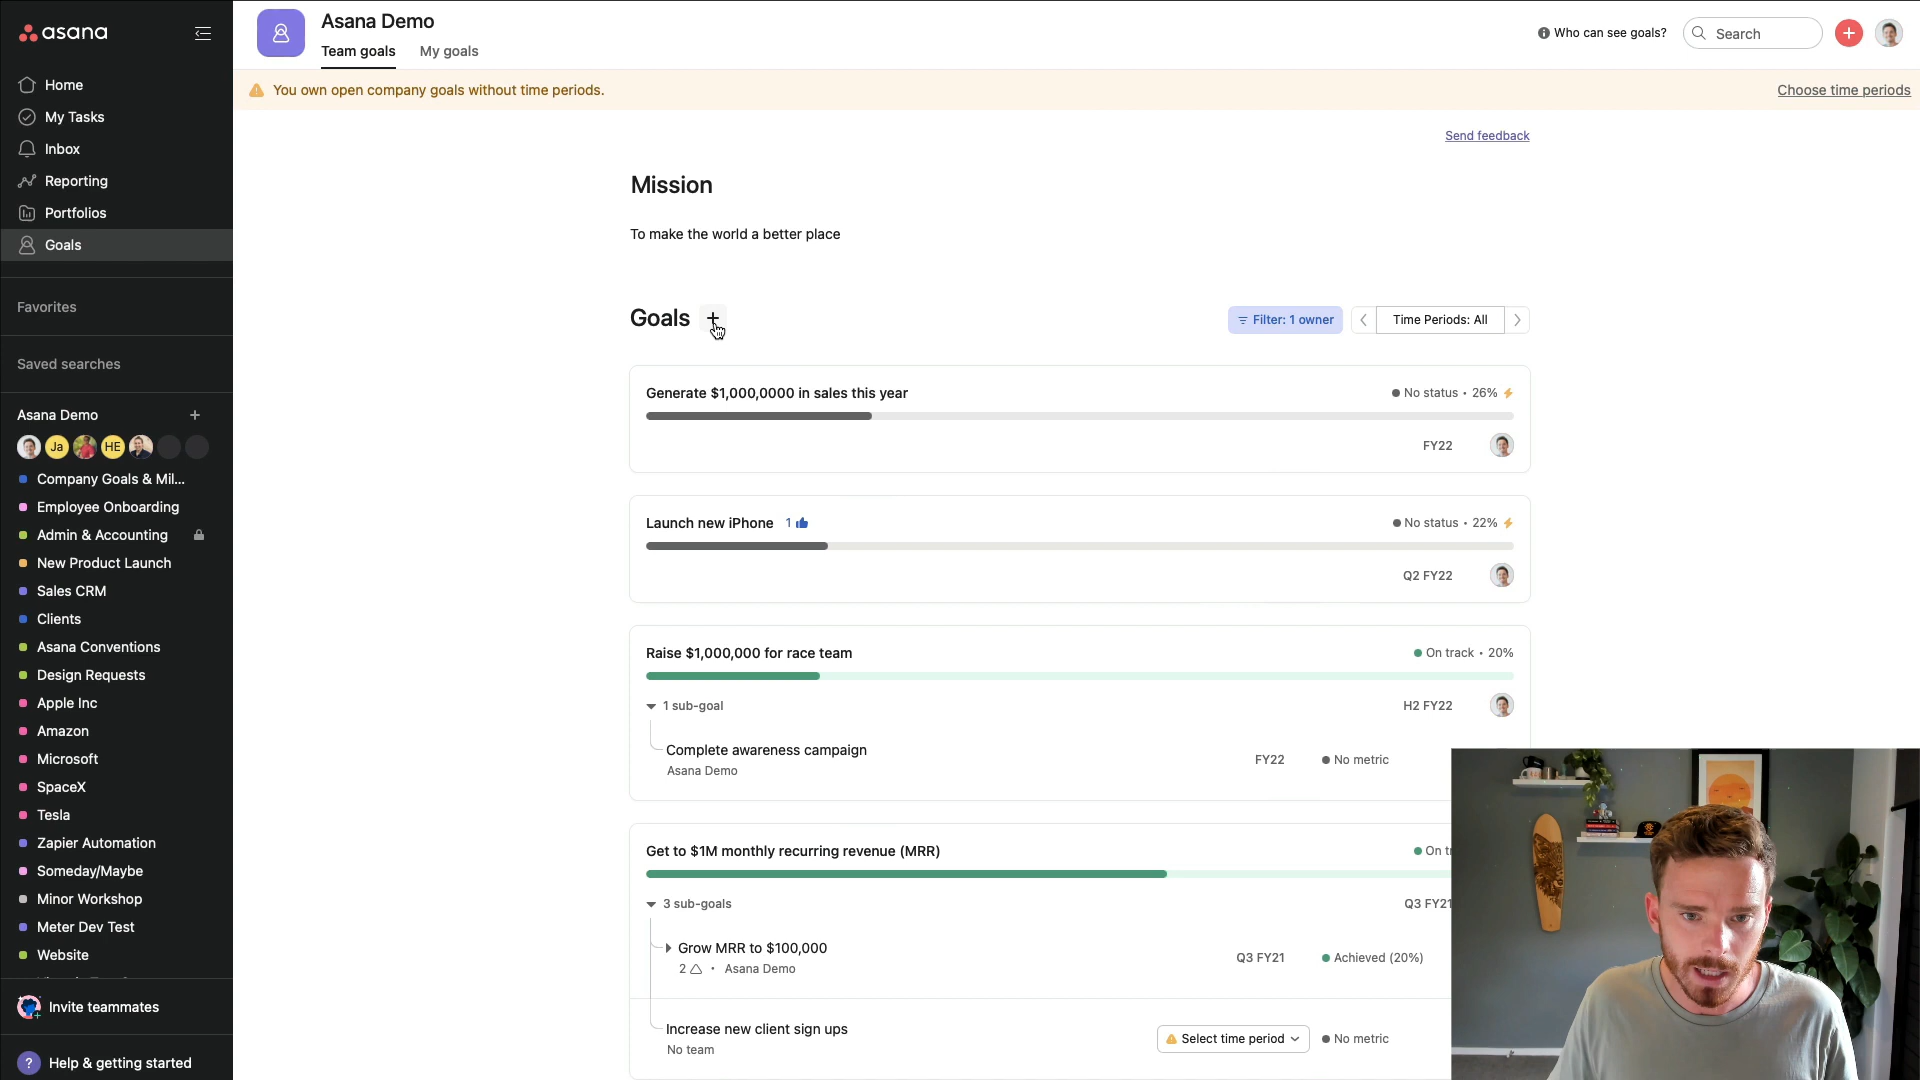 asana
Home
My Tasks
Inbox
Reporting
Portfolios
Goals
Favorites
Saved searches
Asana Demo
Ja
HE
Company Goals & Mil...
Employee Onboarding
Admin & Accounting
New Product Launch
Sales CRM
Clients
Asana Conventions
Design Requests
Apple Inc
Amazon
Microsoft
SpaceX
Tesla
Zapier Automation
Someday/Maybe
Minor Workshop
Meter Dev Test
Website
Invite teammates
? Help & getting started
Asana Demo
Team goals My goals
Who can see goals?
Search
You own open company goals without time periods.
Choose time periods
Send feedback
Mission
To make the world a better place
Goals
Filter: 1 owner
Time Periods: All
Generate $1,000,0000 in sales this year
No status • 26%
FY22
Launch new iPhone 1
No status • 22%
Q2 FY22
Raise $1,000,000 for race team
On track • 20%
1 sub-goal
H2 FY22
Complete awareness campaign
Asana Demo
FY22
No metric
Get to $1M monthly recurring revenue (MRR)
On
3 sub-goals
Q3 FY21
Grow MRR to $100,000
2 • Asana Demo
Q3 FY21
Achieved (20%)
Increase new client sign ups
No team
Select time period
No metric